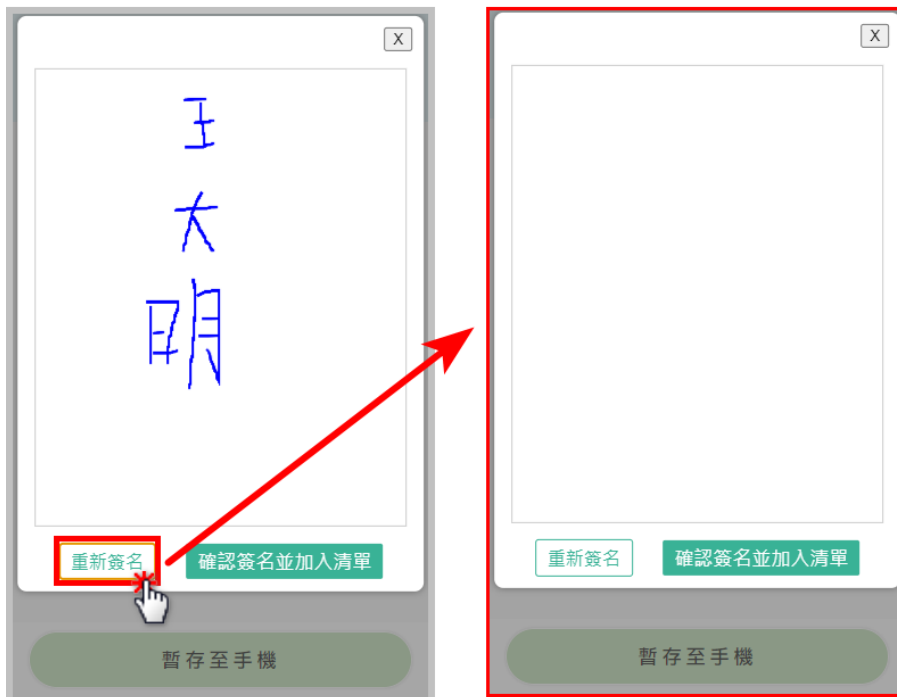 X
王
大
明
重新簽名
確認簽名並加入清單
暫存至手機
X
重新簽名
確認簽名並加入清單
暫存至手機